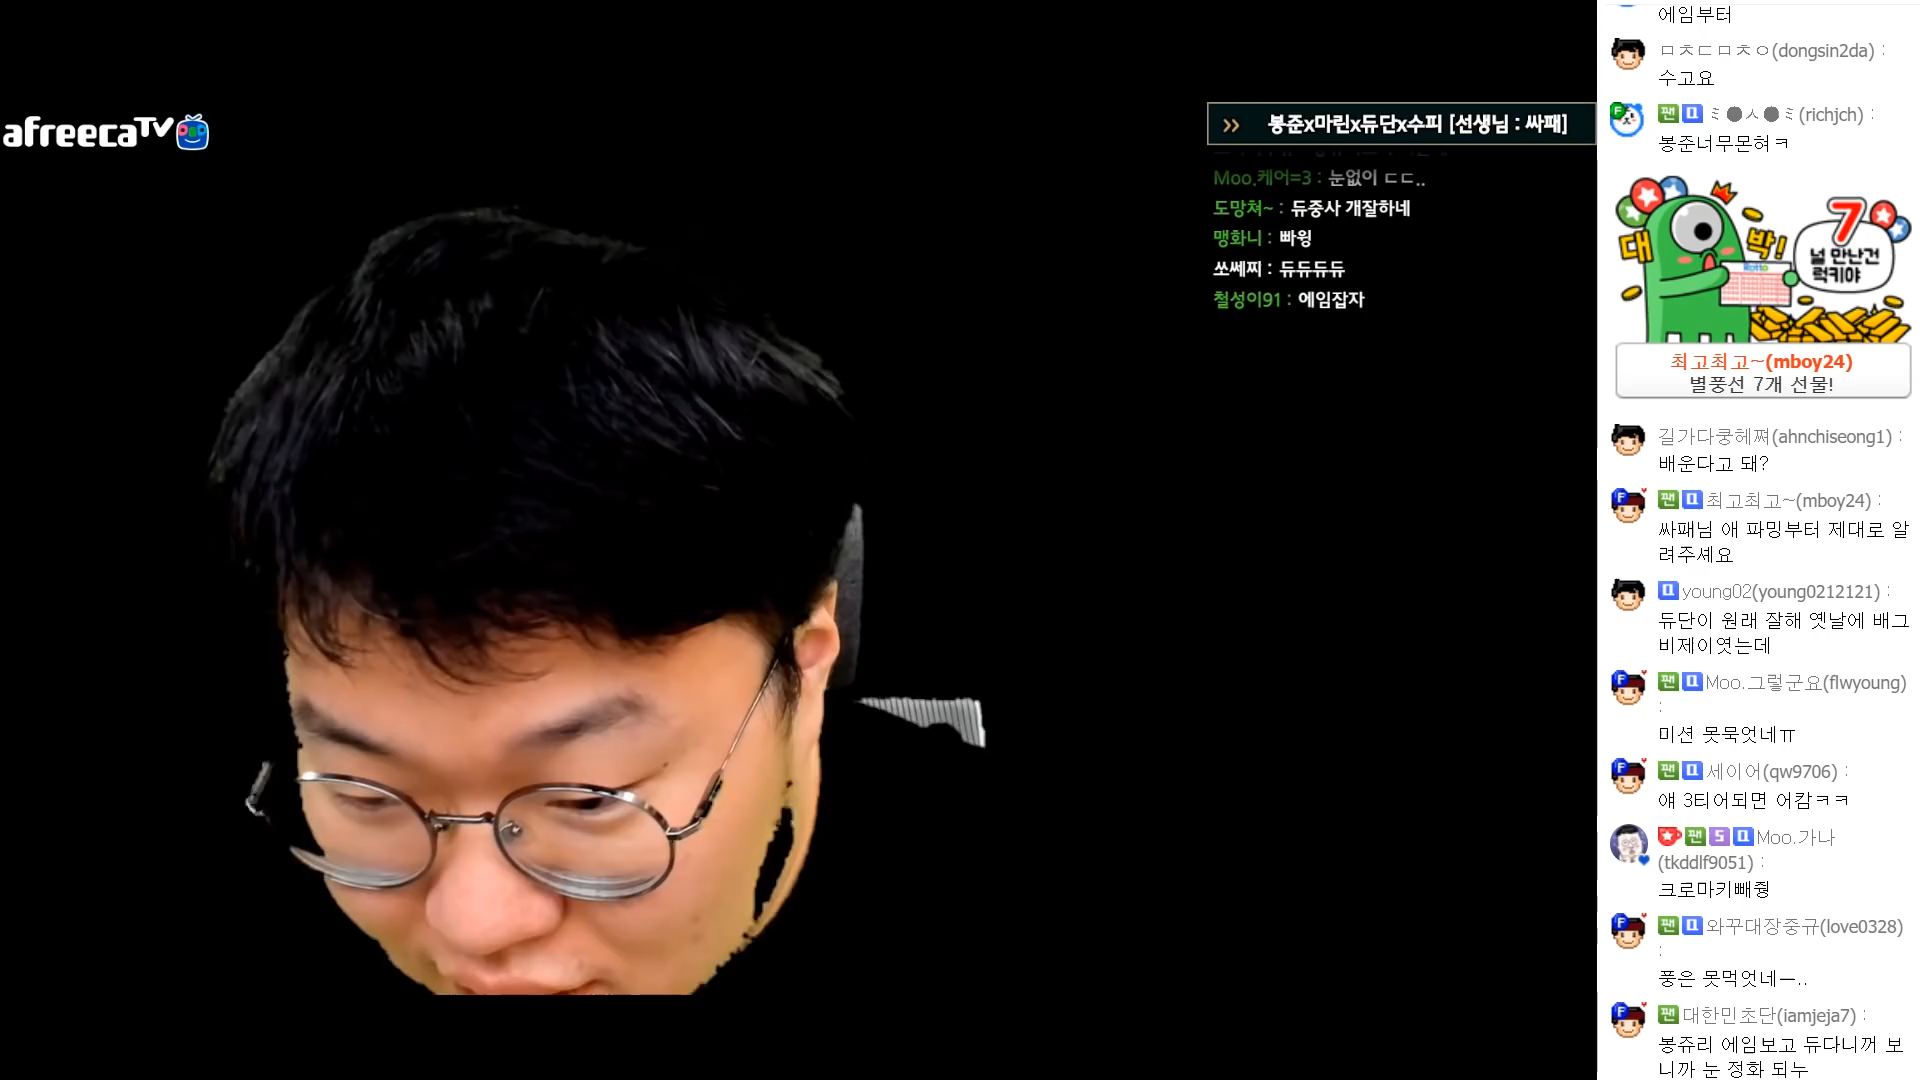 afreecaTV
>> 봉준x마린x듀단x수피 [선생님 : 싸패]
Moo.케어=3 : 눈없이 ㄷㄷ..
도망쳐~ : 듀중사 개잘하네
맹화니 : 빠윙
쏘쎄찌 : 듀듀듀듀
철성이91 : 에임잡자
에임부터
ㅁㅊㄷㅁㅊㅇ(dongsin2da) :
수고요
팬 ㅍミ●ㅅ●ミ(richjch) :
봉준너무몬혀ㅋ
대박!
Rotto
7
널 만난건
럭키야
최고최고~(mboy24)
별풍선 7개 선물!
길가다쿵헤쪄(ahnchiseong1) :
배운다고 돼?
팬 최고최고~(mboy24) :
싸패님 애 파밍부터 제대로 알
려주세요
young02(young0212121) :
듀단이 원래 잘해 옛날에 배그
비제이엿는데
팬 Moo.그렇군요(flwyoung)
:
미션 못묵엇네ㅠ
팬 세이어(qw9706) :
얘 3티어되면 어캄ㅋㅋ
팬 S Moo.가나
(tkddlf9051) :
크로마키빼줭
팬 와꾸대장중규(love0328)
:
풍은 못먹엇네ㅡ..
팬 대한민초단(iamjeja7) :
봉쥬리 에임보고 듀다니꺼 보
니까 눈 정화 되누